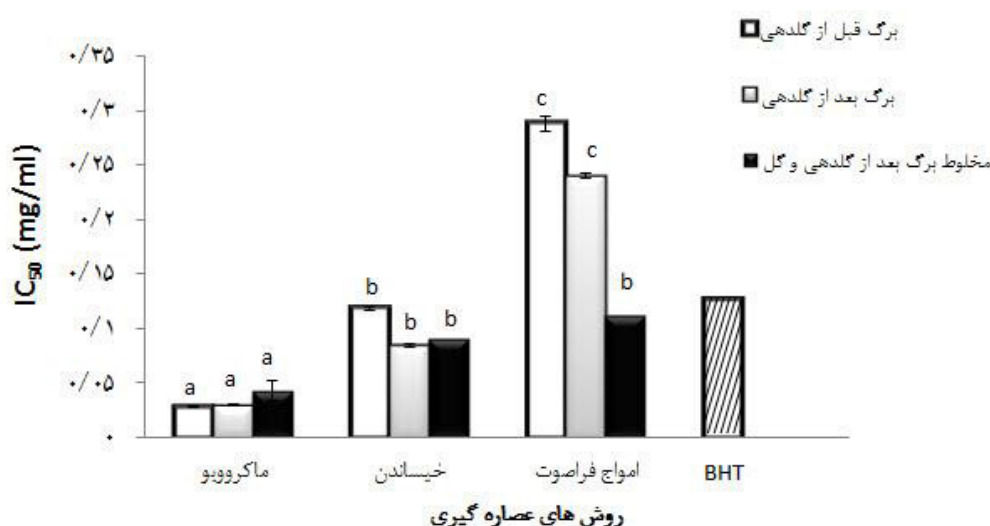 برگ قبل از گلدهی
برگ بعد از گلدهی
مخلوط برگ بعد از گلدهی و گل
IC50 (mg/ml)
۰/۳۵
۰/۳
۰/۲۵
۰/۲
۰/۱۵
۰/۱
۰/۰۵
۰
a a a
b b b
c c b
ماکروویو خیساندن امواج فراصوت BHT
روش های عصاره گیری